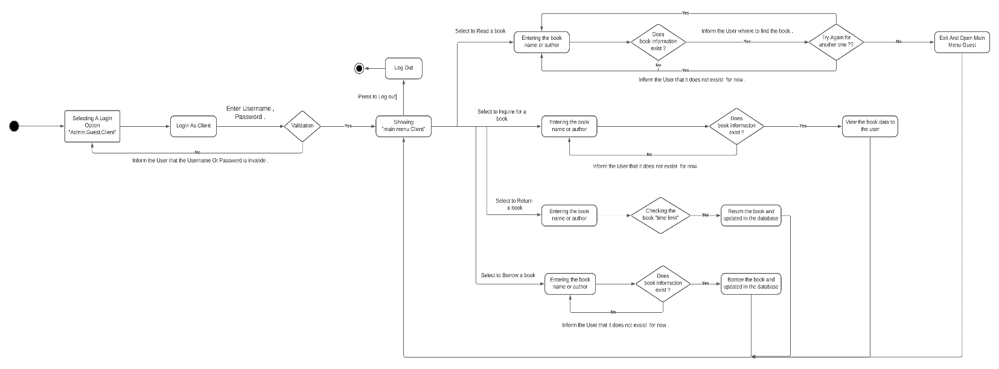 Yes
Select to Read a book
Entering the book
name or author
Does
book information
exist ?
Inform the User whrere to find the book .
Yes
Try Again for
another one ??
No
Exit And Open Main
Menu Guest
No
Yes
Inform the User that it does not exsist for now .
Log Out
Press to Log out]
Selecting A Login
Option
"Admin,Guest,Client"
Login As Client
Enter Username ,
Password .
Validation
Yes
No
Inform the User that the Username Or Password is invalide .
Showing
"main menu Client"
Select to Inquire for a
book
Entering the book
name or author
Does
book information
exist ?
Yes
View the book data to
the user
No
Inform the User that it does not exsist for now .
Select to Return
a book
Entering the book
name or author
Checking the
book "time limit"
Yes
Return the book and
updated in the database
Select to Borrow a book
Entering the book
name or author
Does
book information
exist ?
Yes
Borrow the book and
updated in the database
No
Inform the User that it does not exsist for now .